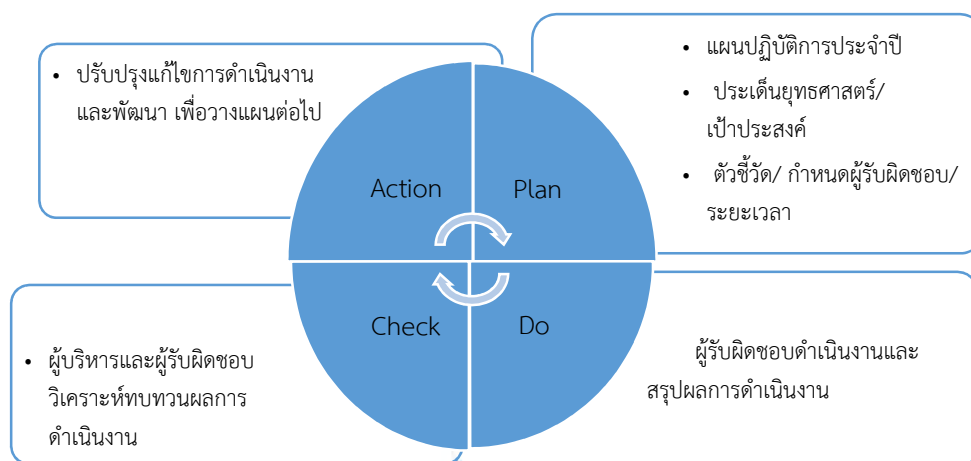 • ปรับปรุงแก้ไขการดำเนินงาน
และพัฒนา เพื่อวางแผนต่อไป
• แผนปฏิบัติการประจำปี
• ประเด็นยุทธศาสตร์/
เป้าประสงค์
• ตัวชี้วัด/ กำหนดผู้รับผิดชอบ/
ระยะเวลา
Action
Plan
Check
Do
• ผู้บริหารและผู้รับผิดชอบ
วิเคราะห์ทบทวนผลการ
ดำเนินงาน
ผู้รับผิดชอบดำเนินงานและ
สรุปผลการดำเนินงาน